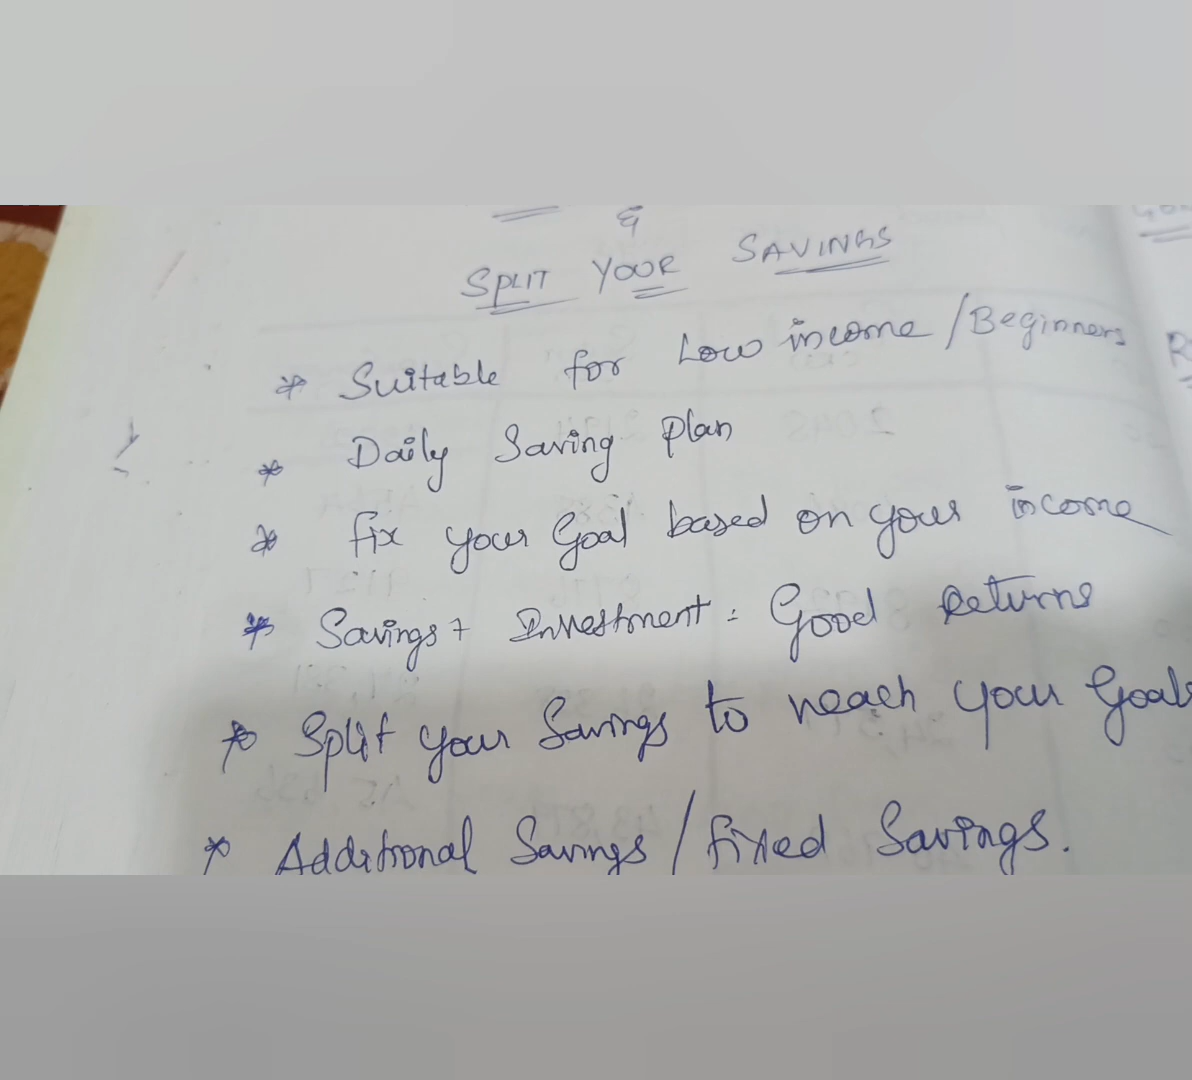 &
SPLIT YOUR SAVINGS
* Suitable for Low income / Beginners
* Daily Saving Plan
* fix your Goal based on your income
* Savings + Investment = Good Returns
* Split your Savings to reach your Goals
* Additional Savings / fixed Savings.